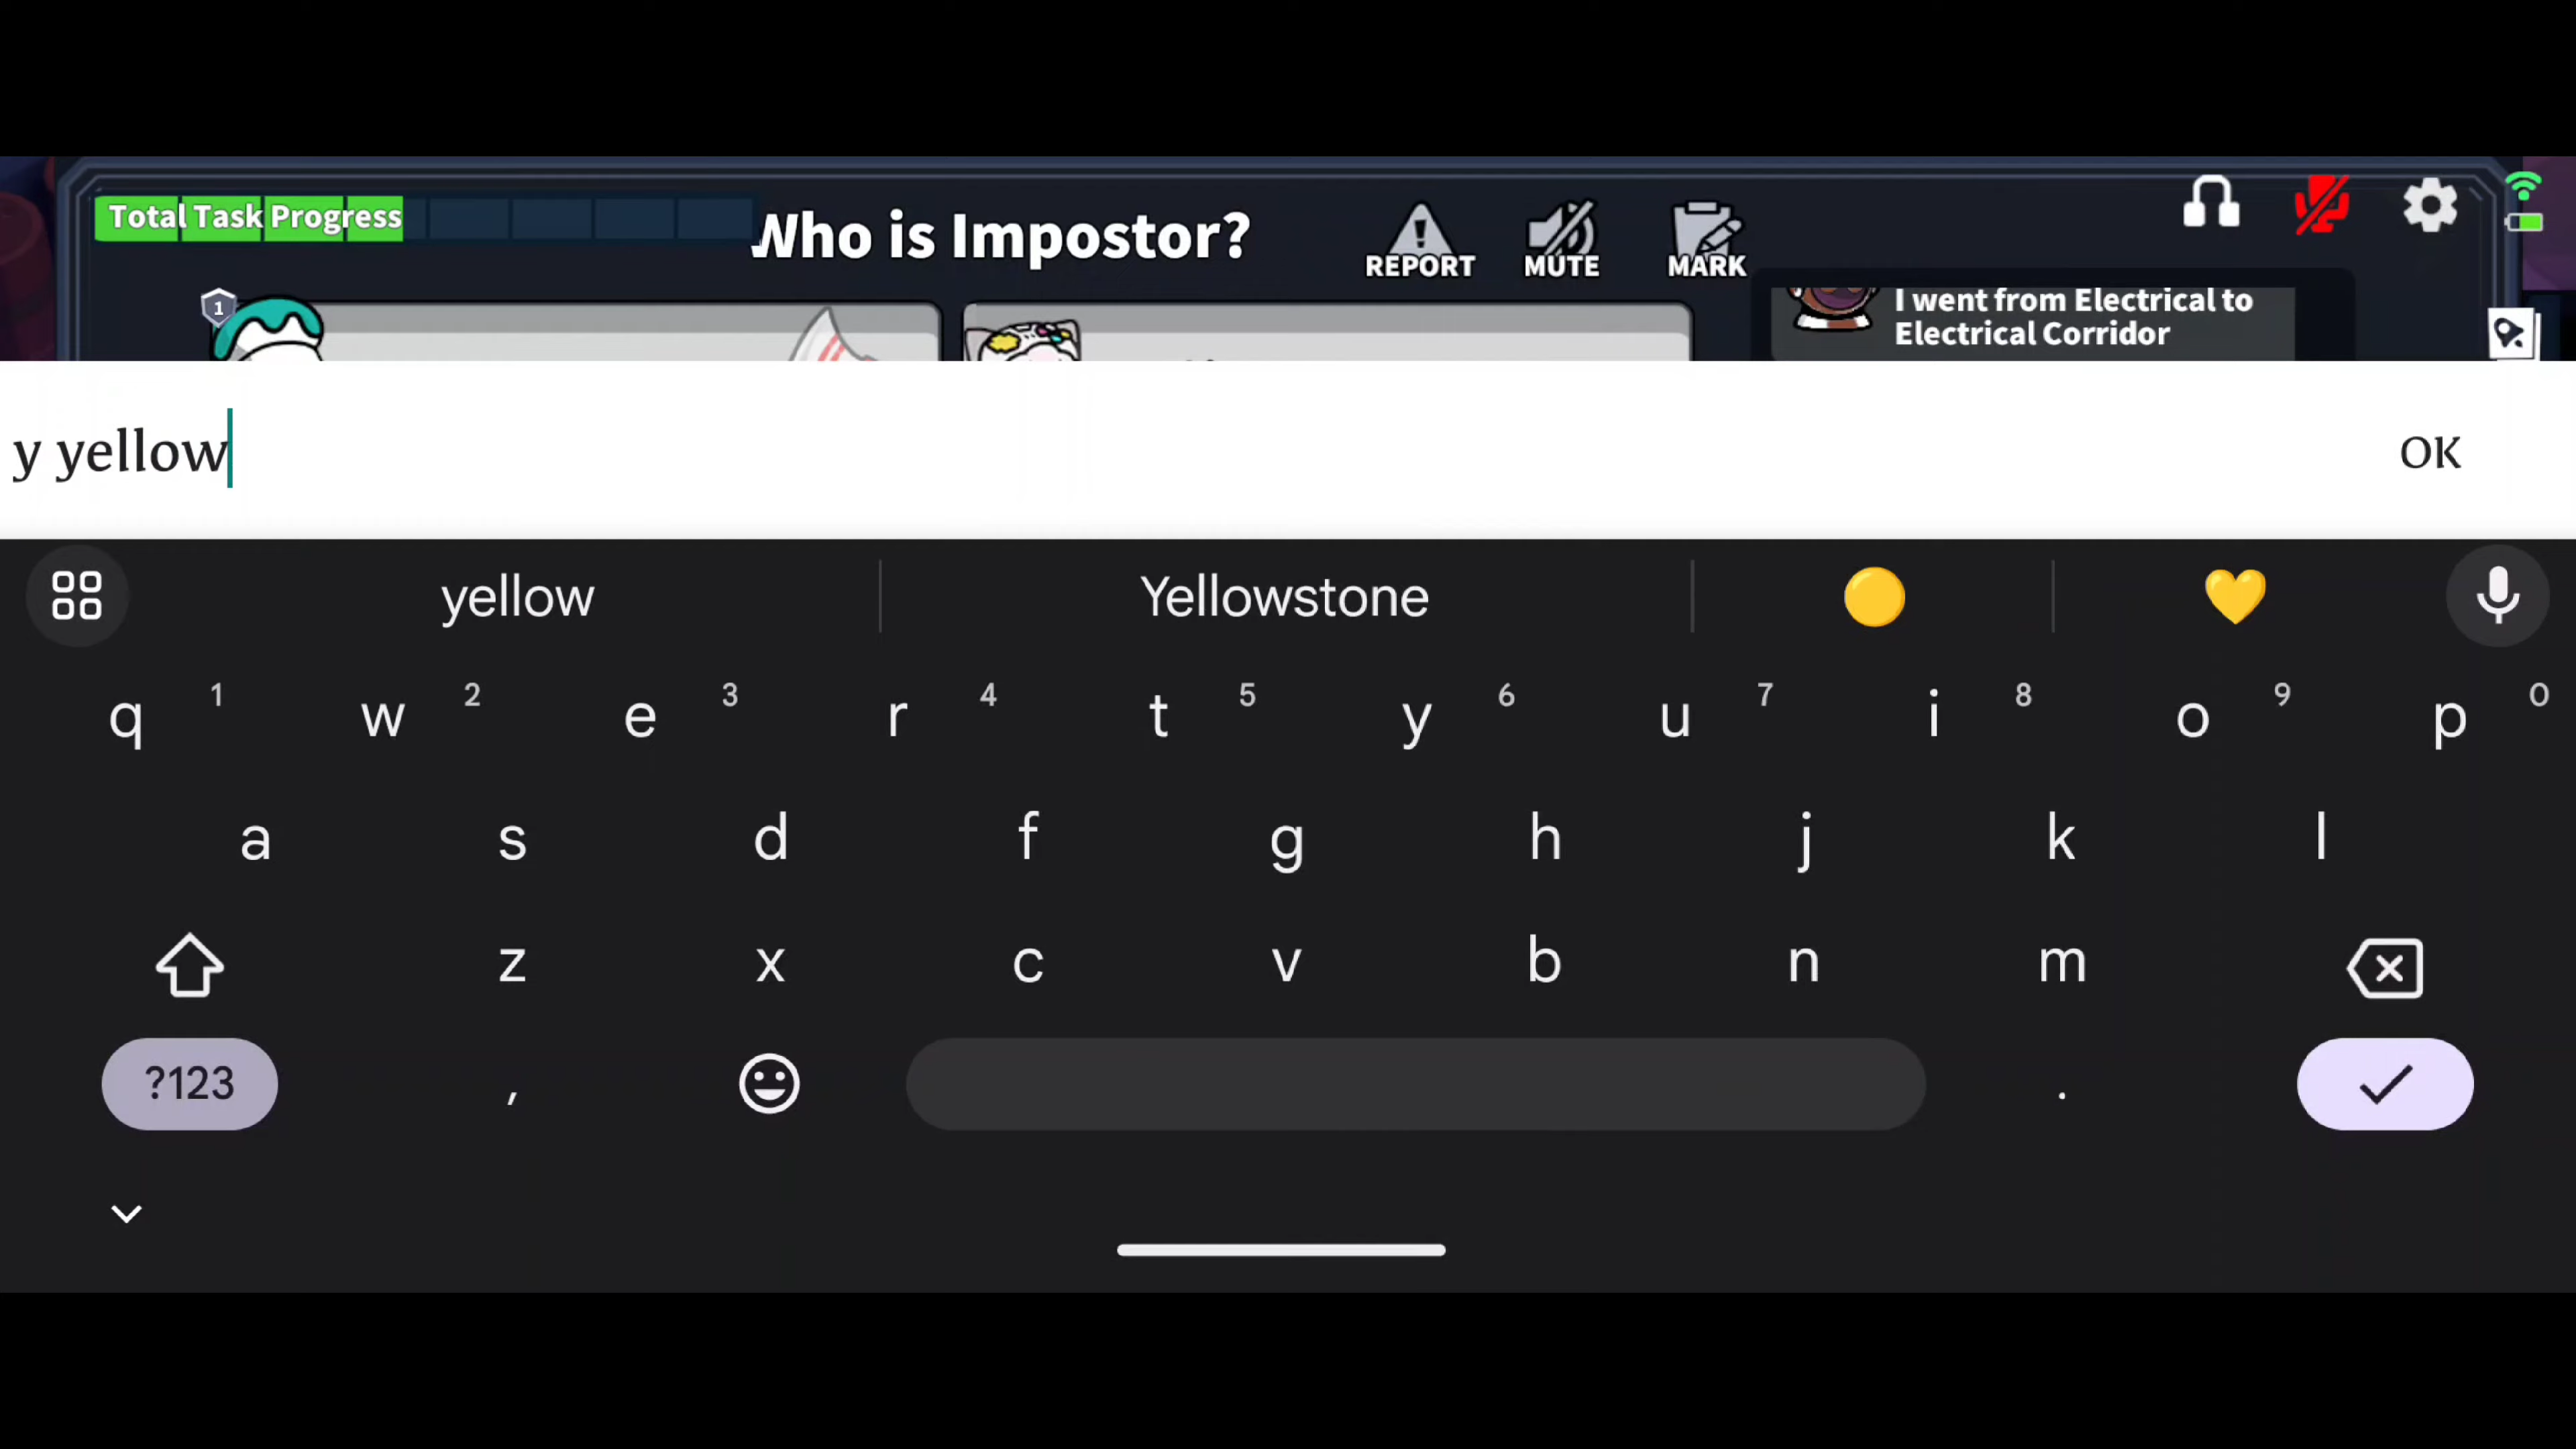 Total Task Progress
Who is Impostor?
REPORT
MUTE
MARK
1
I went from Electrical to
Electrical Corridor
y yellow
OK
yellow
Yellowstone
q 1 w 2 e 3 r 4 t 5 y 6 u 7 i 8 o 9 p 0
a s d f g h j k l
z x c v b n m
?123 , .